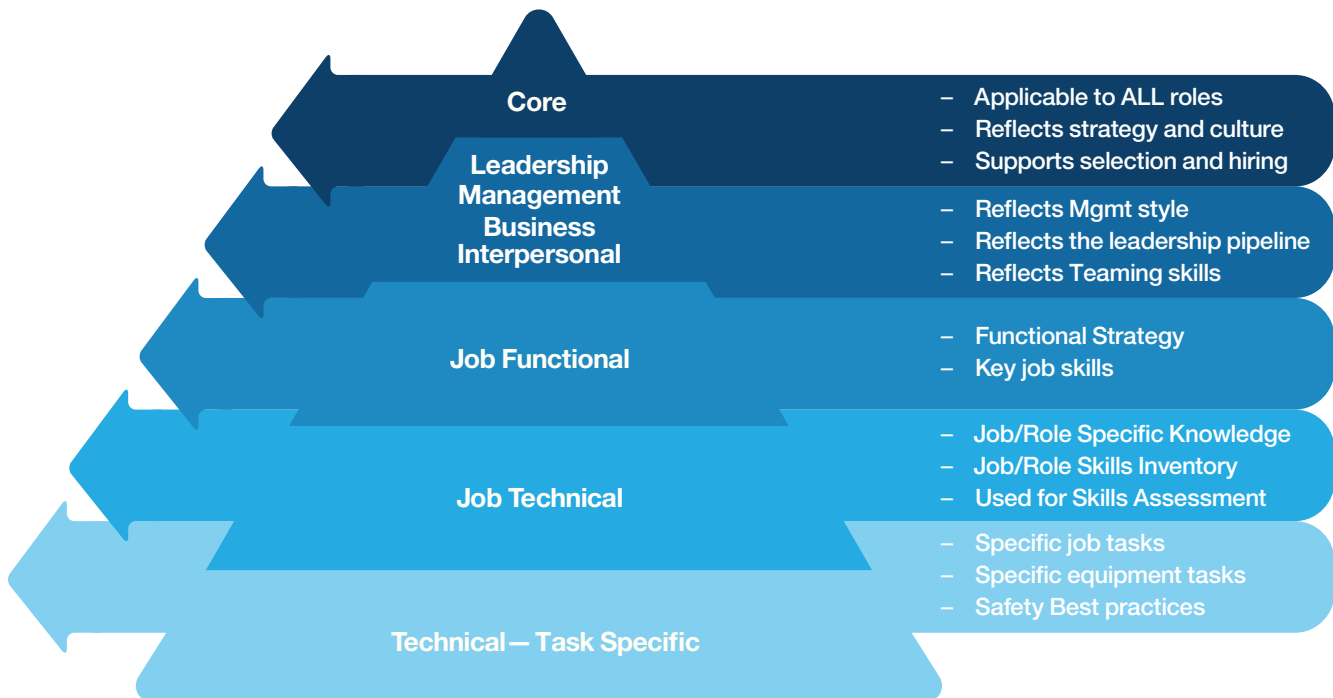 Core
– Applicable to ALL roles
– Reflects strategy and culture
– Supports selection and hiring
Leadership
Management
Business
Interpersonal
– Reflects Mgmt style
– Reflects the leadership pipeline
– Reflects Teaming skills
Job Functional
– Functional Strategy
– Key job skills
Job Technical
– Job/Role Specific Knowledge
– Job/Role Skills Inventory
– Used for Skills Assessment
Technical — Task Specific
– Specific job tasks
– Specific equipment tasks
– Safety Best practices